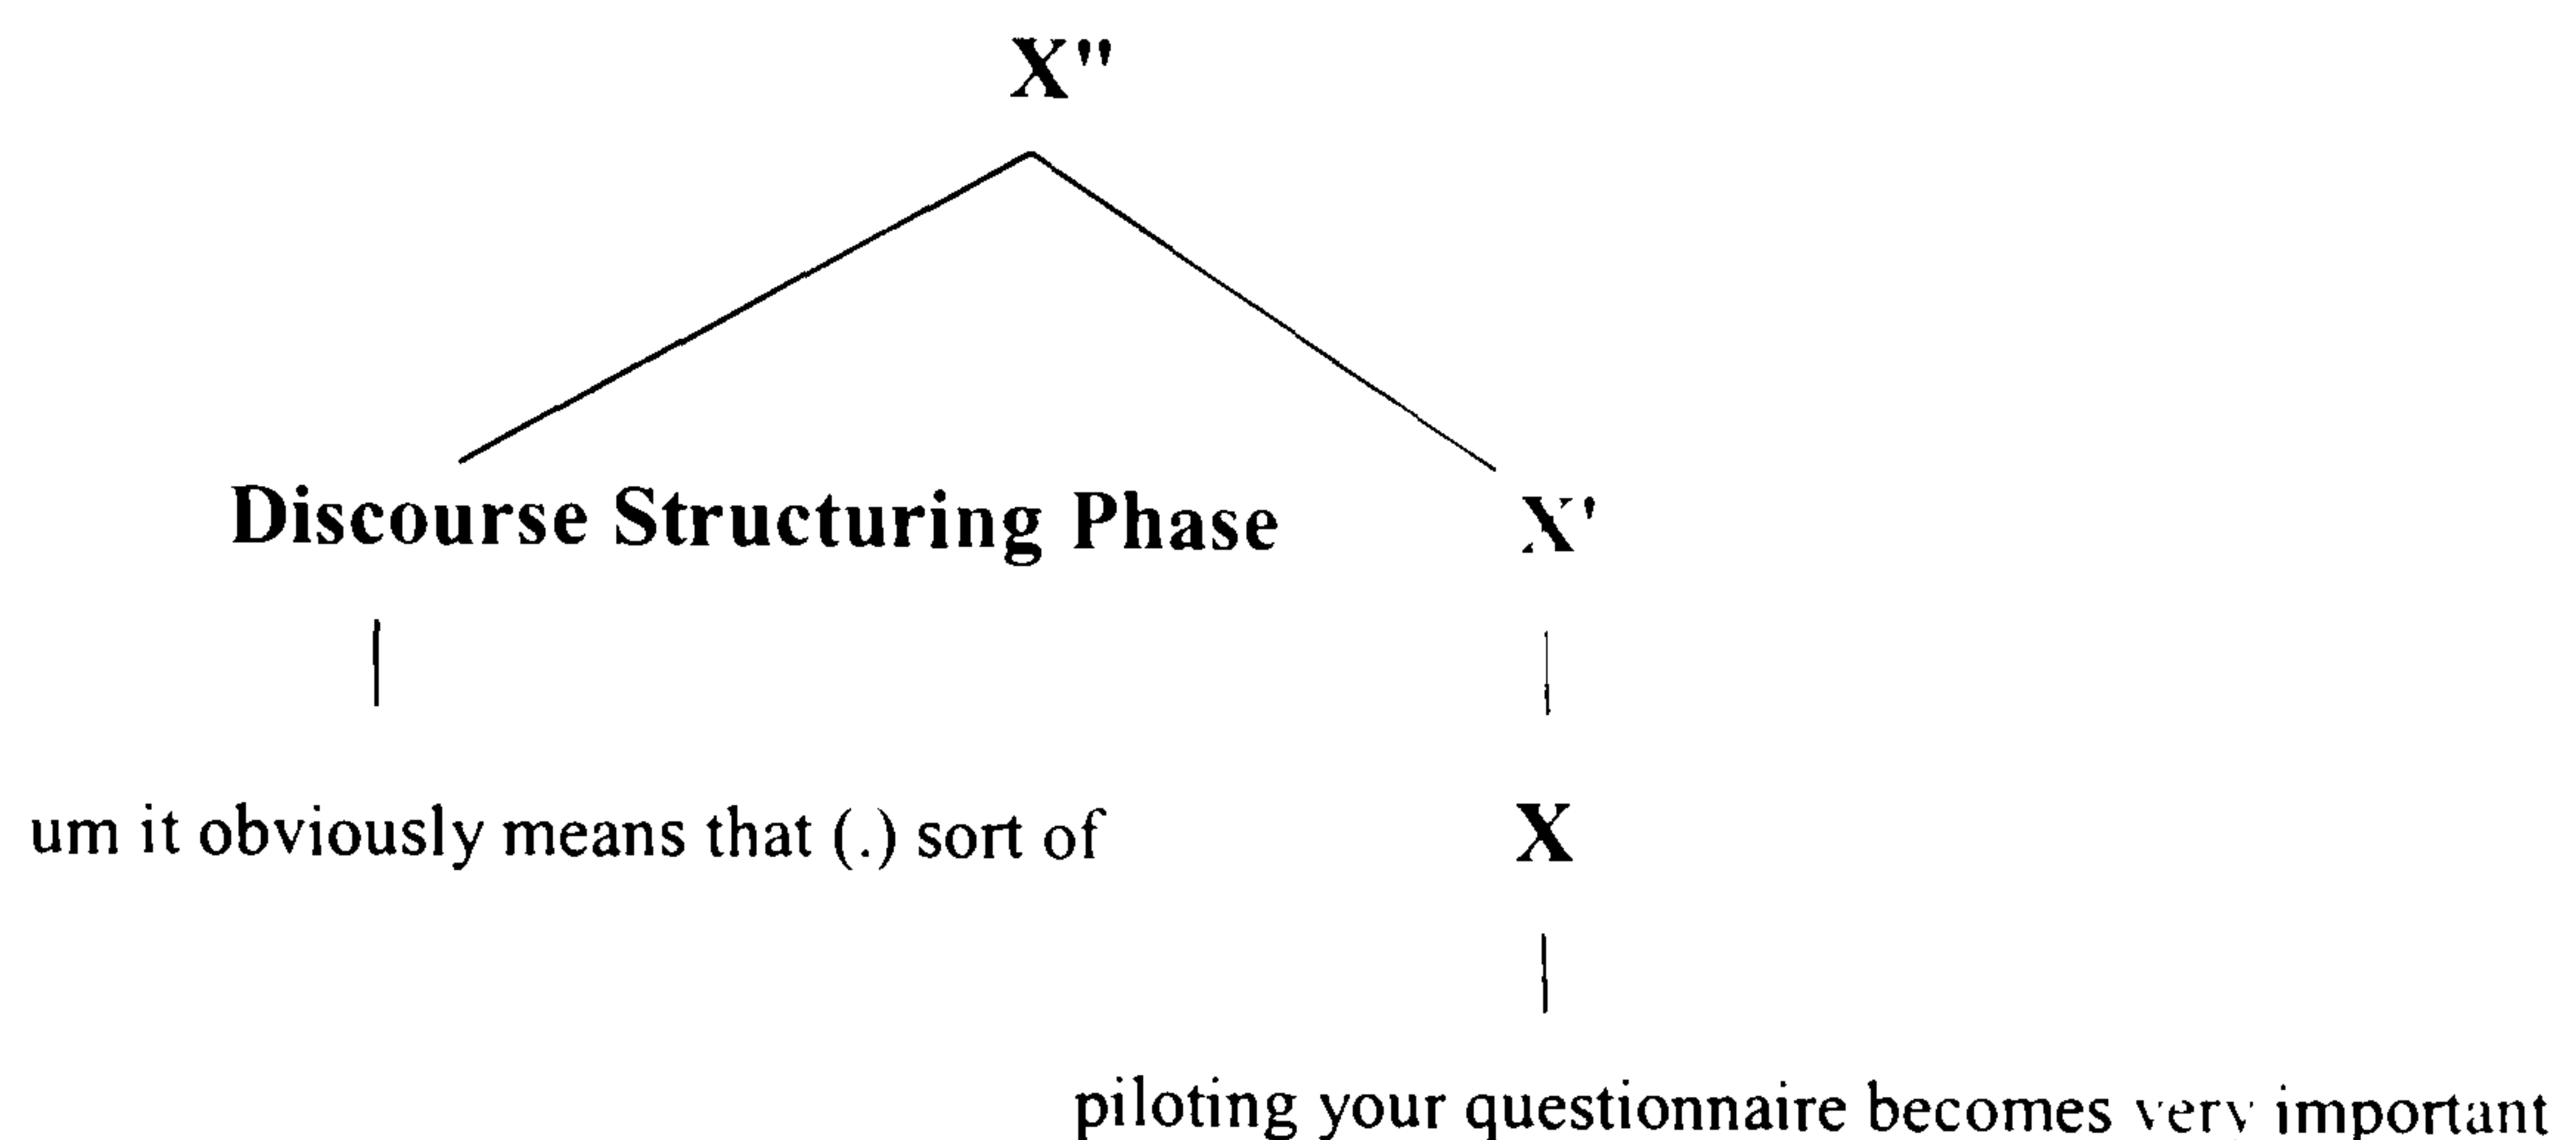 X"
Discourse Structuring Phase X'
um it obviously means that (.) sort of X
piloting your questionnaire becomes very important